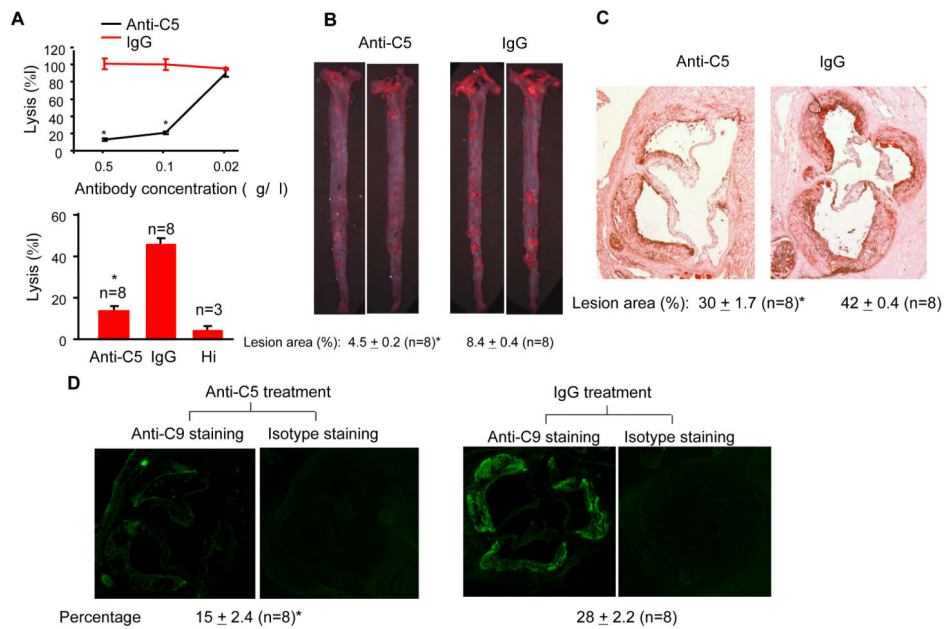 A
Anti-C5
IgG
Lysis (%I)
120
100
80
60
40
20
0
*
*
0.5
0.1
0.02
Antibody concentration ( g/ l)
Lysis (%I)
60
40
20
0
*
n=8
n=8
n=3
Anti-C5
IgG
Hi
B
Anti-C5
IgG
Lesion area (%): 4.5 ± 0.2 (n=8)* 8.4 ± 0.4 (n=8)
C
Anti-C5
IgG
Lesion area (%): 30 ± 1.7 (n=8)* 42 ± 0.4 (n=8)
D
Anti-C5 treatment
IgG treatment
Anti-C9 staining
Isotype staining
Anti-C9 staining
Isotype staining
Percentage 15 ± 2.4 (n=8)* 28 ± 2.2 (n=8)